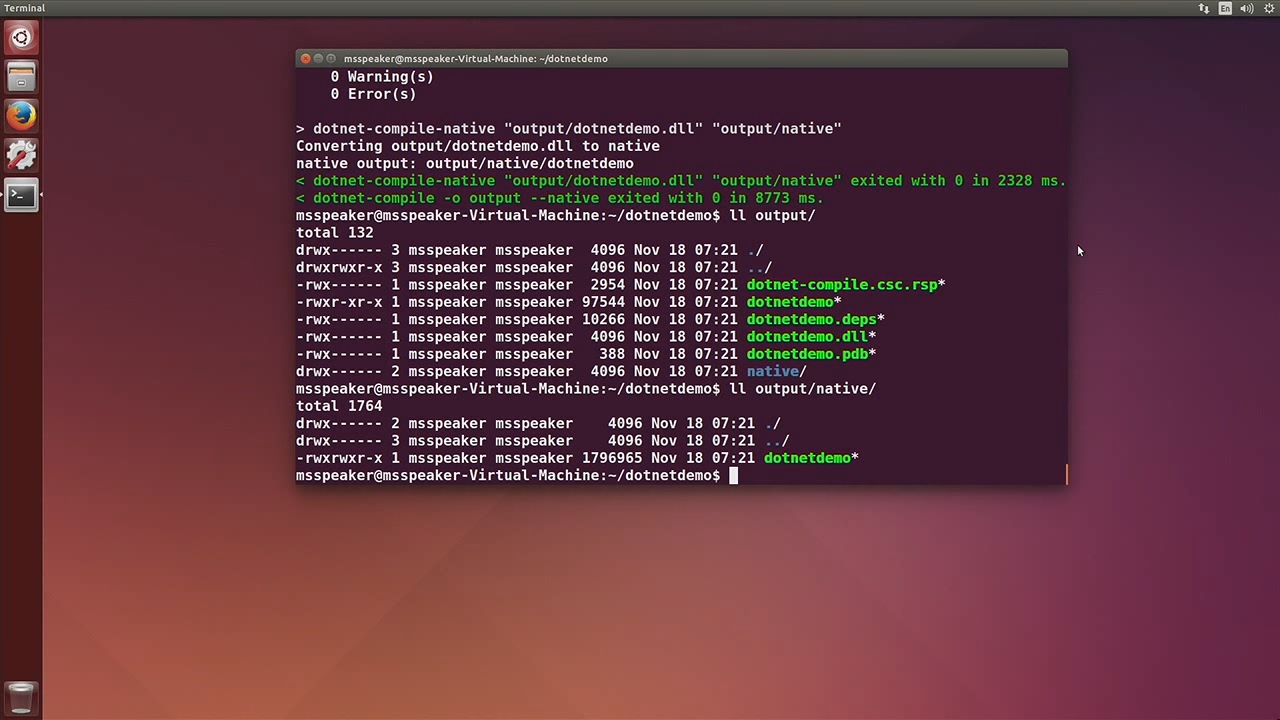 Terminal
En
msspeaker@msspeaker-Virtual-Machine: ~/dotnetdemo
    0 Warning(s)
    0 Error(s)
> dotnet-compile-native "output/dotnetdemo.dll" "output/native"
Converting output/dotnetdemo.dll to native
native output: output/native/dotnetdemo
< dotnet-compile-native "output/dotnetdemo.dll" "output/native" exited with 0 in 2328 ms.
< dotnet-compile -o output --native exited with 0 in 8773 ms.
msspeaker@msspeaker-Virtual-Machine:~/dotnetdemo$ ll output/
total 132
drwx------ 3 msspeaker msspeaker  4096 Nov 18 07:21 ./
drwxrwxr-x 3 msspeaker msspeaker  4096 Nov 18 07:21 ../
-rwx------ 1 msspeaker msspeaker  2954 Nov 18 07:21 dotnet-compile.csc.rsp*
-rwxr-xr-x 1 msspeaker msspeaker 97544 Nov 18 07:21 dotnetdemo*
-rwx------ 1 msspeaker msspeaker 10266 Nov 18 07:21 dotnetdemo.deps*
-rwx------ 1 msspeaker msspeaker  4096 Nov 18 07:21 dotnetdemo.dll*
-rwx------ 1 msspeaker msspeaker   388 Nov 18 07:21 dotnetdemo.pdb*
drwx------ 2 msspeaker msspeaker  4096 Nov 18 07:21 native/
msspeaker@msspeaker-Virtual-Machine:~/dotnetdemo$ ll output/native/
total 1764
drwx------ 2 msspeaker msspeaker    4096 Nov 18 07:21 ./
drwx------ 3 msspeaker msspeaker    4096 Nov 18 07:21 ../
-rwxrwxr-x 1 msspeaker msspeaker 1796965 Nov 18 07:21 dotnetdemo*
msspeaker@msspeaker-Virtual-Machine:~/dotnetdemo$